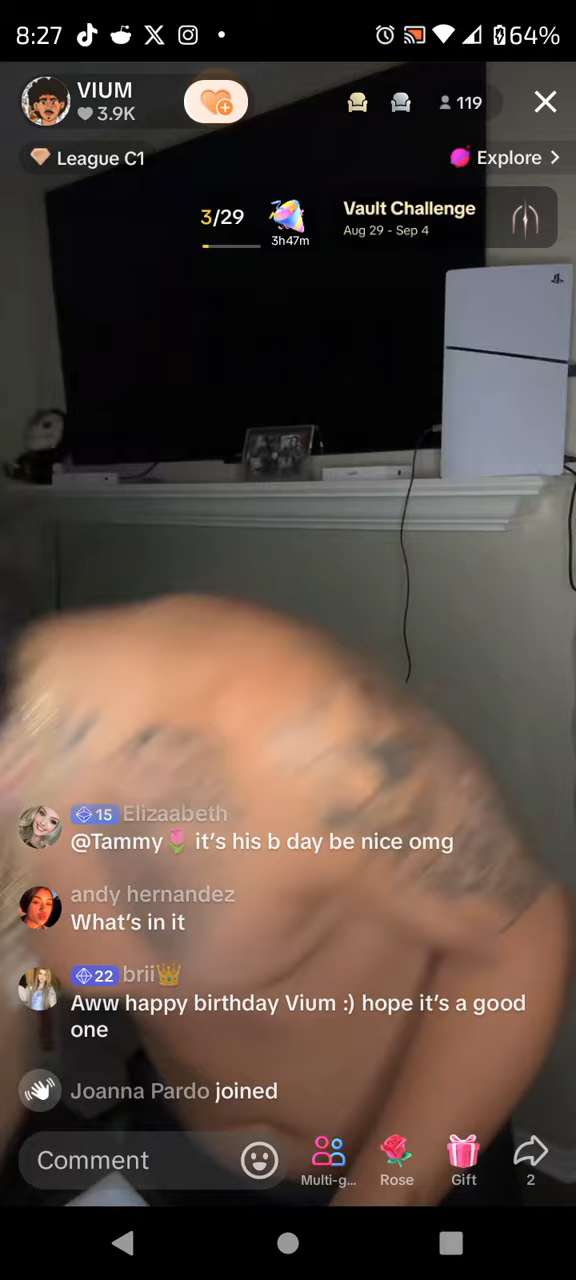 8:27
64%
VIUM
3.9K
119
League C1
Explore
3/29
3h47m
Vault Challenge
Aug 29 - Sep 4
15 Elizaabeth
@Tammy🌷 it's his b day be nice omg
andy hernandez
What's in it
22 brii👑
Aww happy birthday Vium :) hope it's a good
one
Joanna Pardo joined
Comment
Multi-g...
Rose
Gift
2